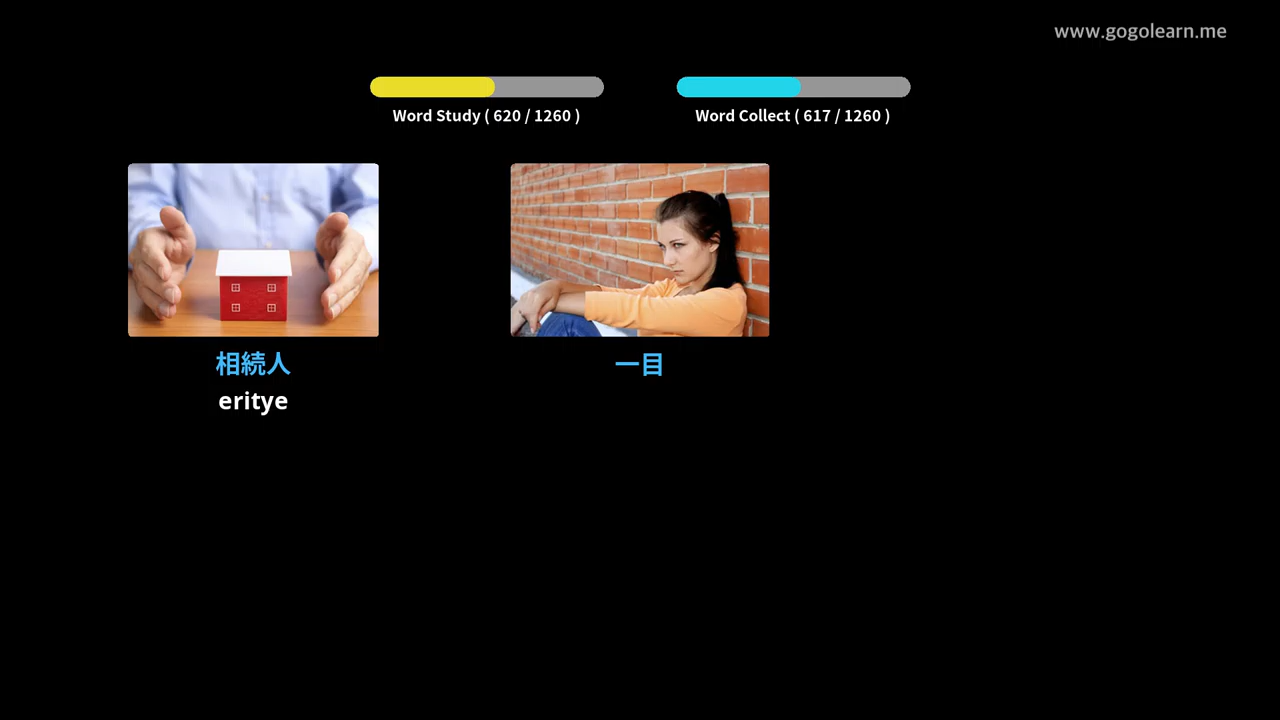 www.gogolearn.me
Word Study ( 620 / 1260 )
Word Collect ( 617 / 1260 )
相続人
eritye
一目